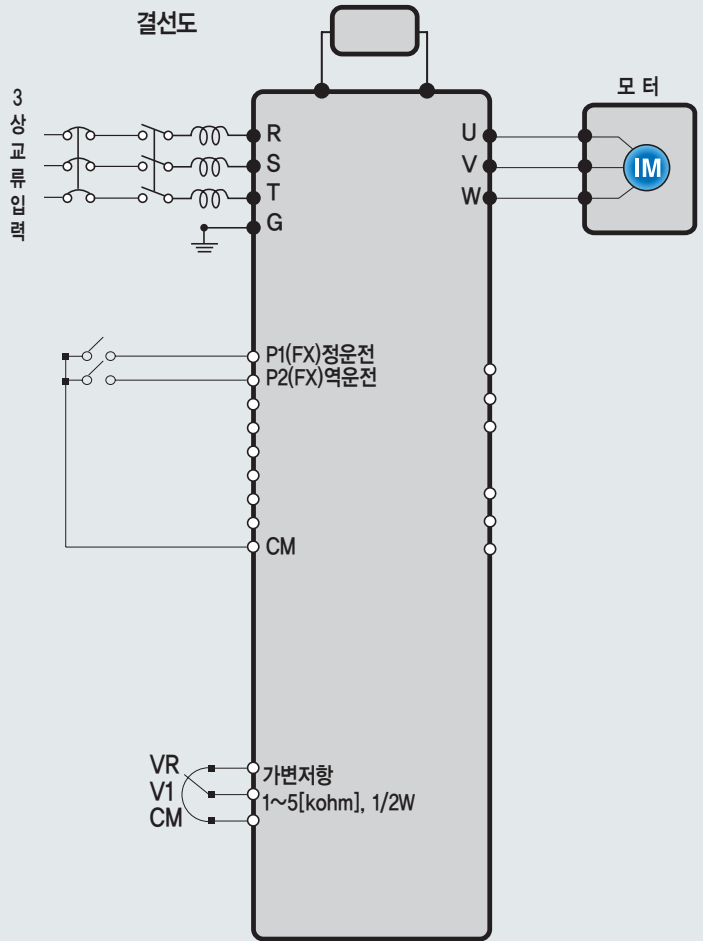 결선도
모 터
3상교류입력
R
S
T
G
U
V
W
IM
P1(FX)정운전
P2(FX)역운전
CM
VR
V1
CM
가변저항
1~5[kohm], 1/2W